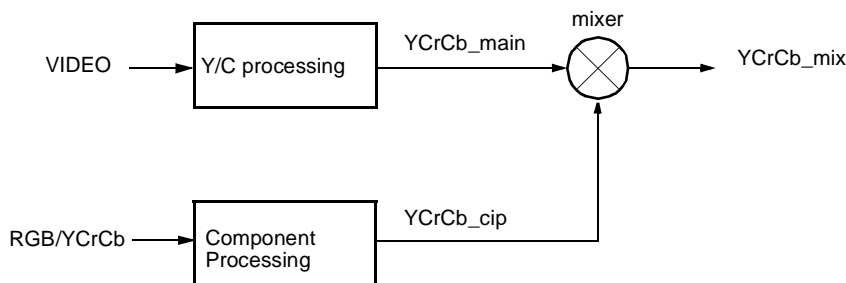 mixer
YCrCb_main
VIDEO
Y/C processing
YCrCb_mix
YCrCb_cip
RGB/YCrCb
Component
Processing